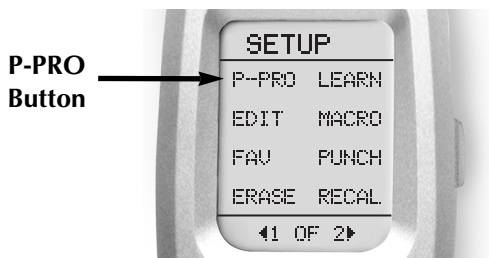 P-PRO
Button
SETUP
P-PRO LEARN
EDIT MACRO
FAV PUNCH
ERASE RECAL
◀1 OF 2▶